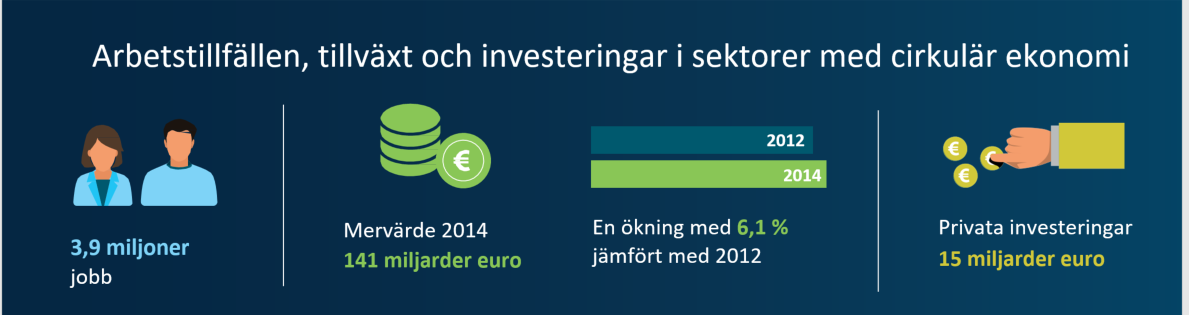 Arbetstillfällen, tillväxt och investeringar i sektorer med cirkulär ekonomi
3,9 miljoner
jobb
€
Mervärde 2014
141 miljarder euro
2012
2014
En ökning med 6,1 %
jämfört med 2012
€
€
€
Privata investeringar
15 miljarder euro